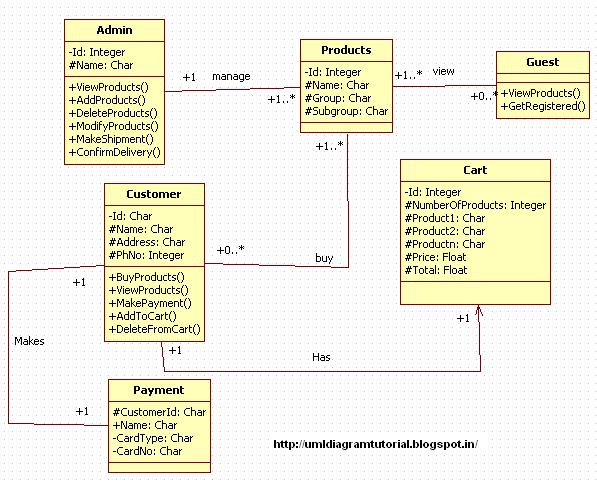 Admin
-Id: Integer
#Name: Char
+ViewProducts()
+AddProducts()
+DeleteProducts()
+ModifyProducts()
+MakeShipment()
+ConfirmDelivery()
+1
manage
+1..*
Products
-Id: Integer
#Name: Char
#Group: Char
#Subgroup: Char
+1..*
view
+0..*
Guest
+ViewProducts()
+GetRegistered()
+1..*
Customer
-Id: Char
#Name: Char
#Address: Char
#PhNo: Integer
+BuyProducts()
+ViewProducts()
+MakePayment()
+AddToCart()
+DeleteFromCart()
+0..*
buy
Cart
-Id: Integer
#NumberOfProducts: Integer
#Product1: Char
#Product2: Char
#Productn: Char
#Price: Float
#Total: Float
+1
+1
Makes
+1
Has
+1
Payment
#CustomerId: Char
+Name: Char
-CardType: Char
-CardNo: Char
http://umldiagramtutorial.blogspot.in/